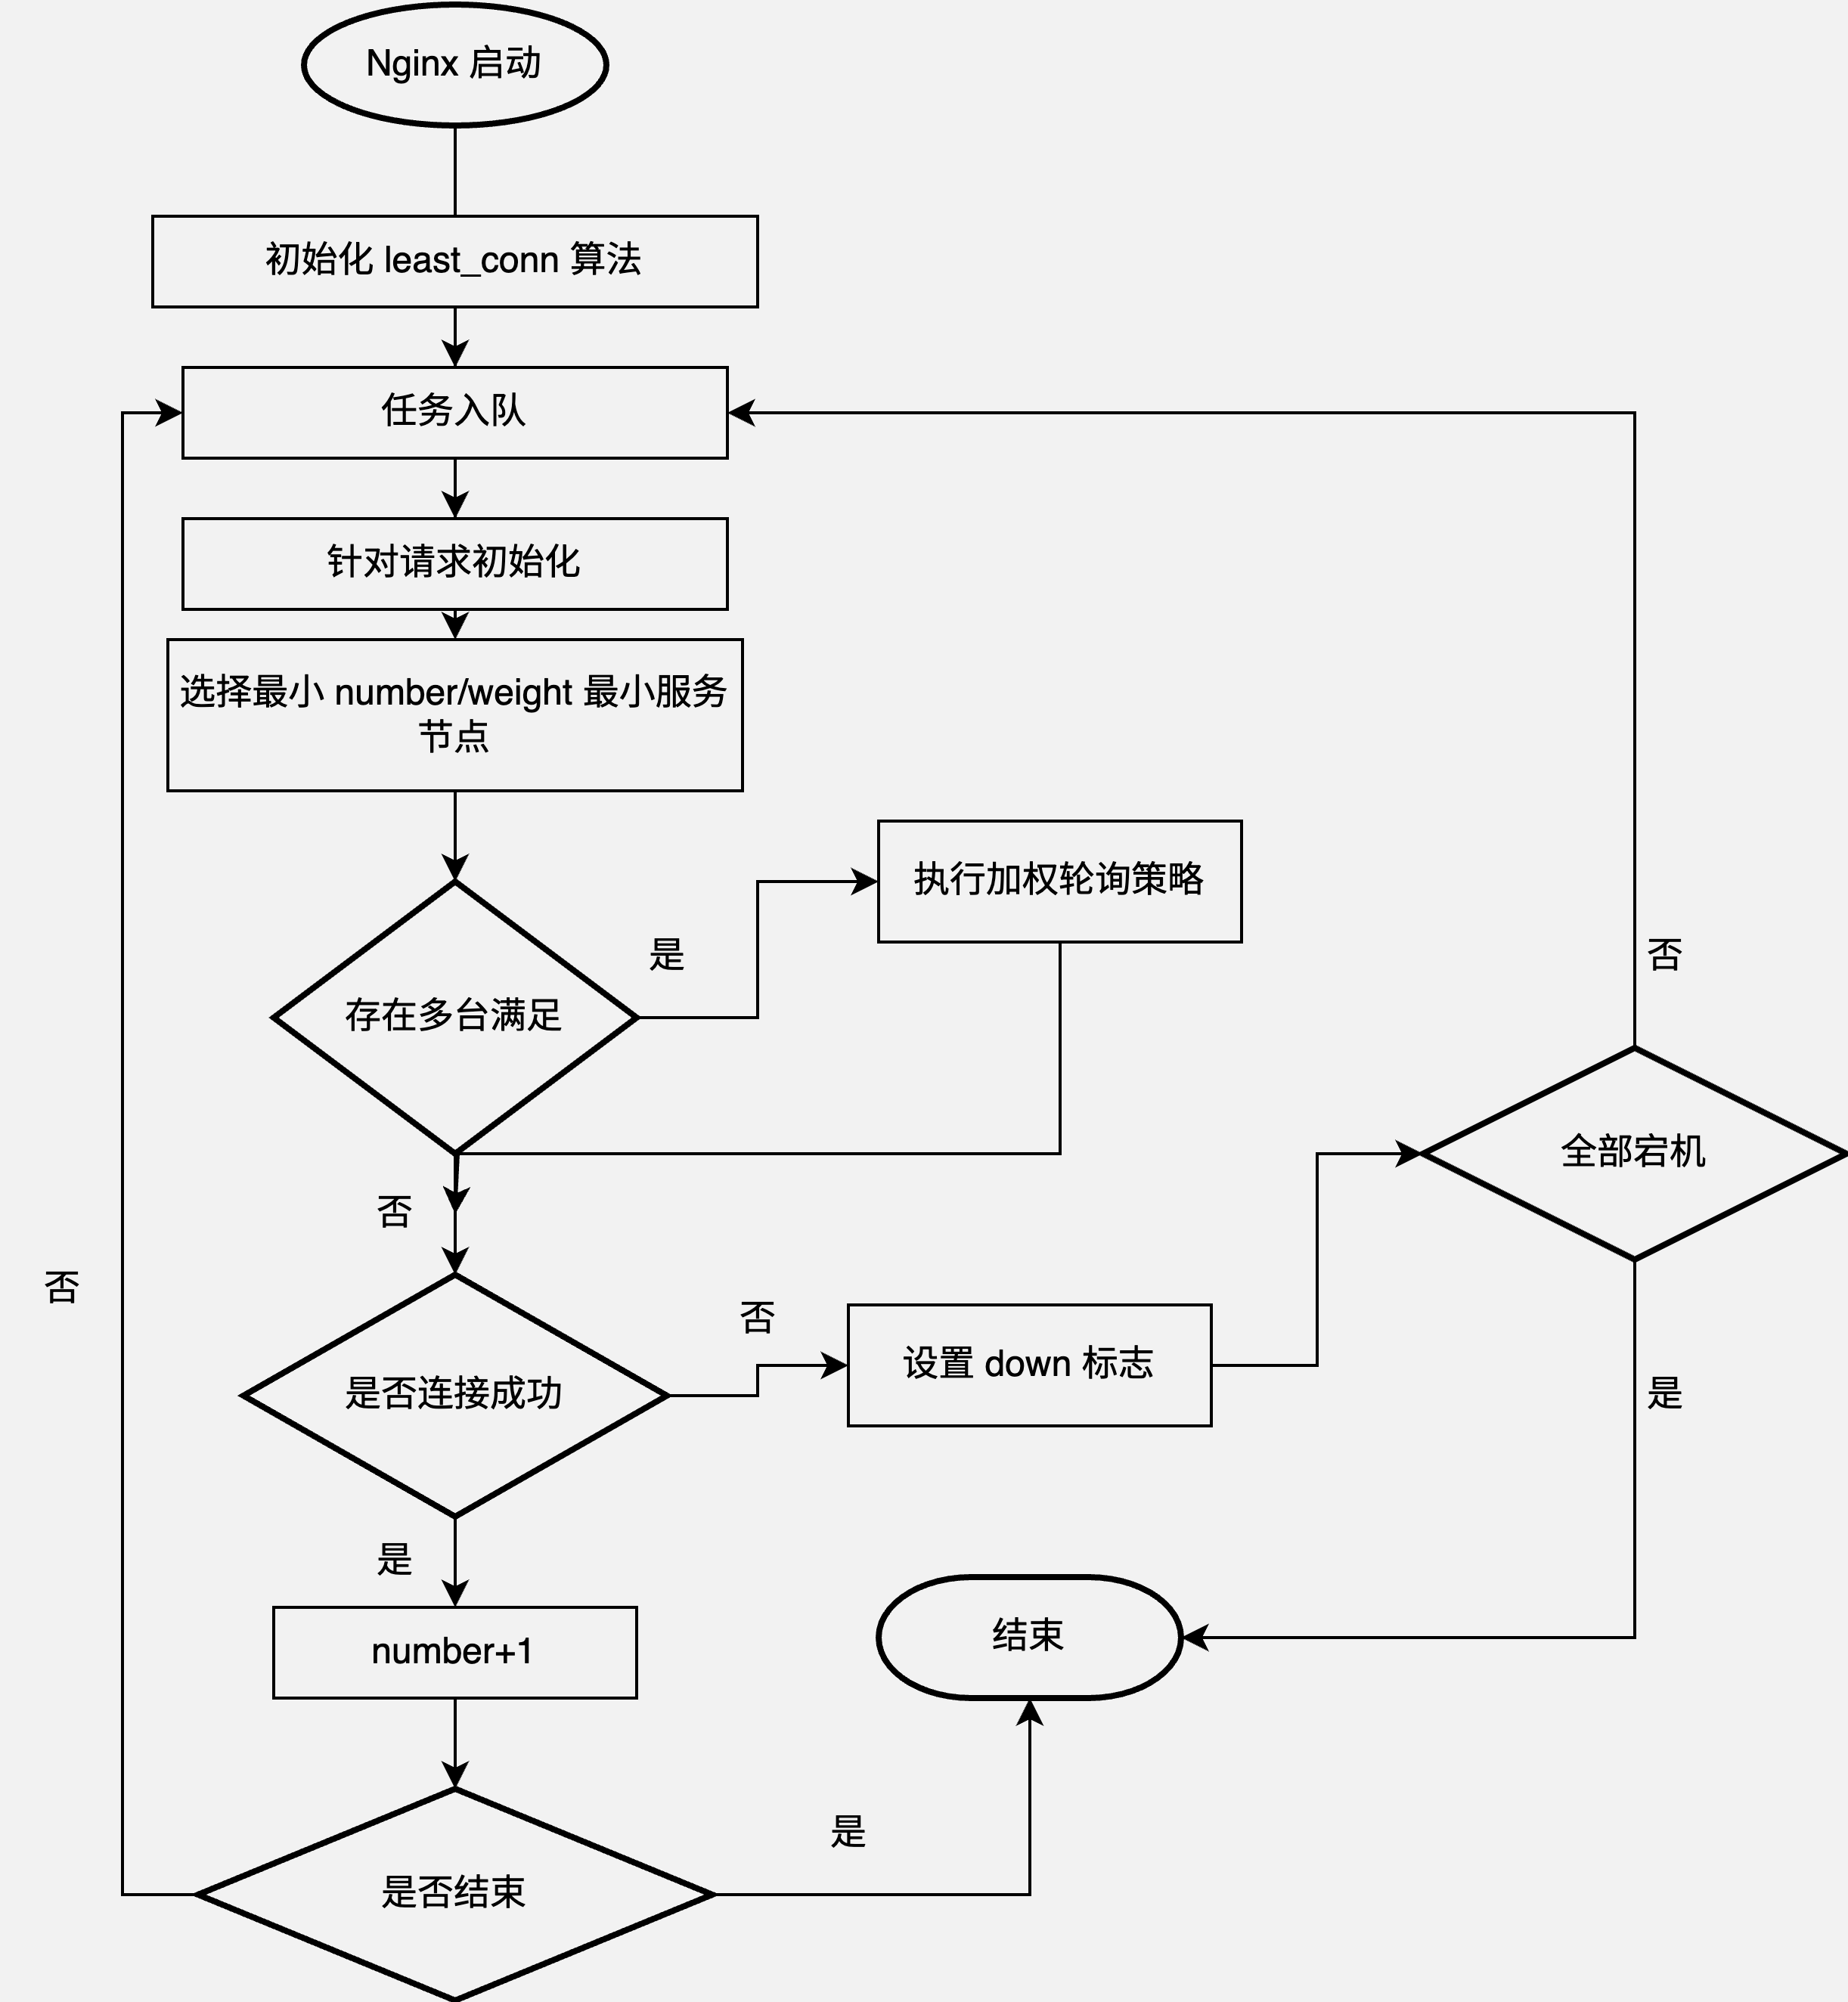 Nginx 启动
初始化 least_conn 算法
任务入队
针对请求初始化
选择最小 number/weight 最小服务
节点
执行加权轮询策略
是
否
存在多台满足
全部宕机
否
否
否
设置 down 标志
是否连接成功
是
是
结束
number+1
是
是否结束